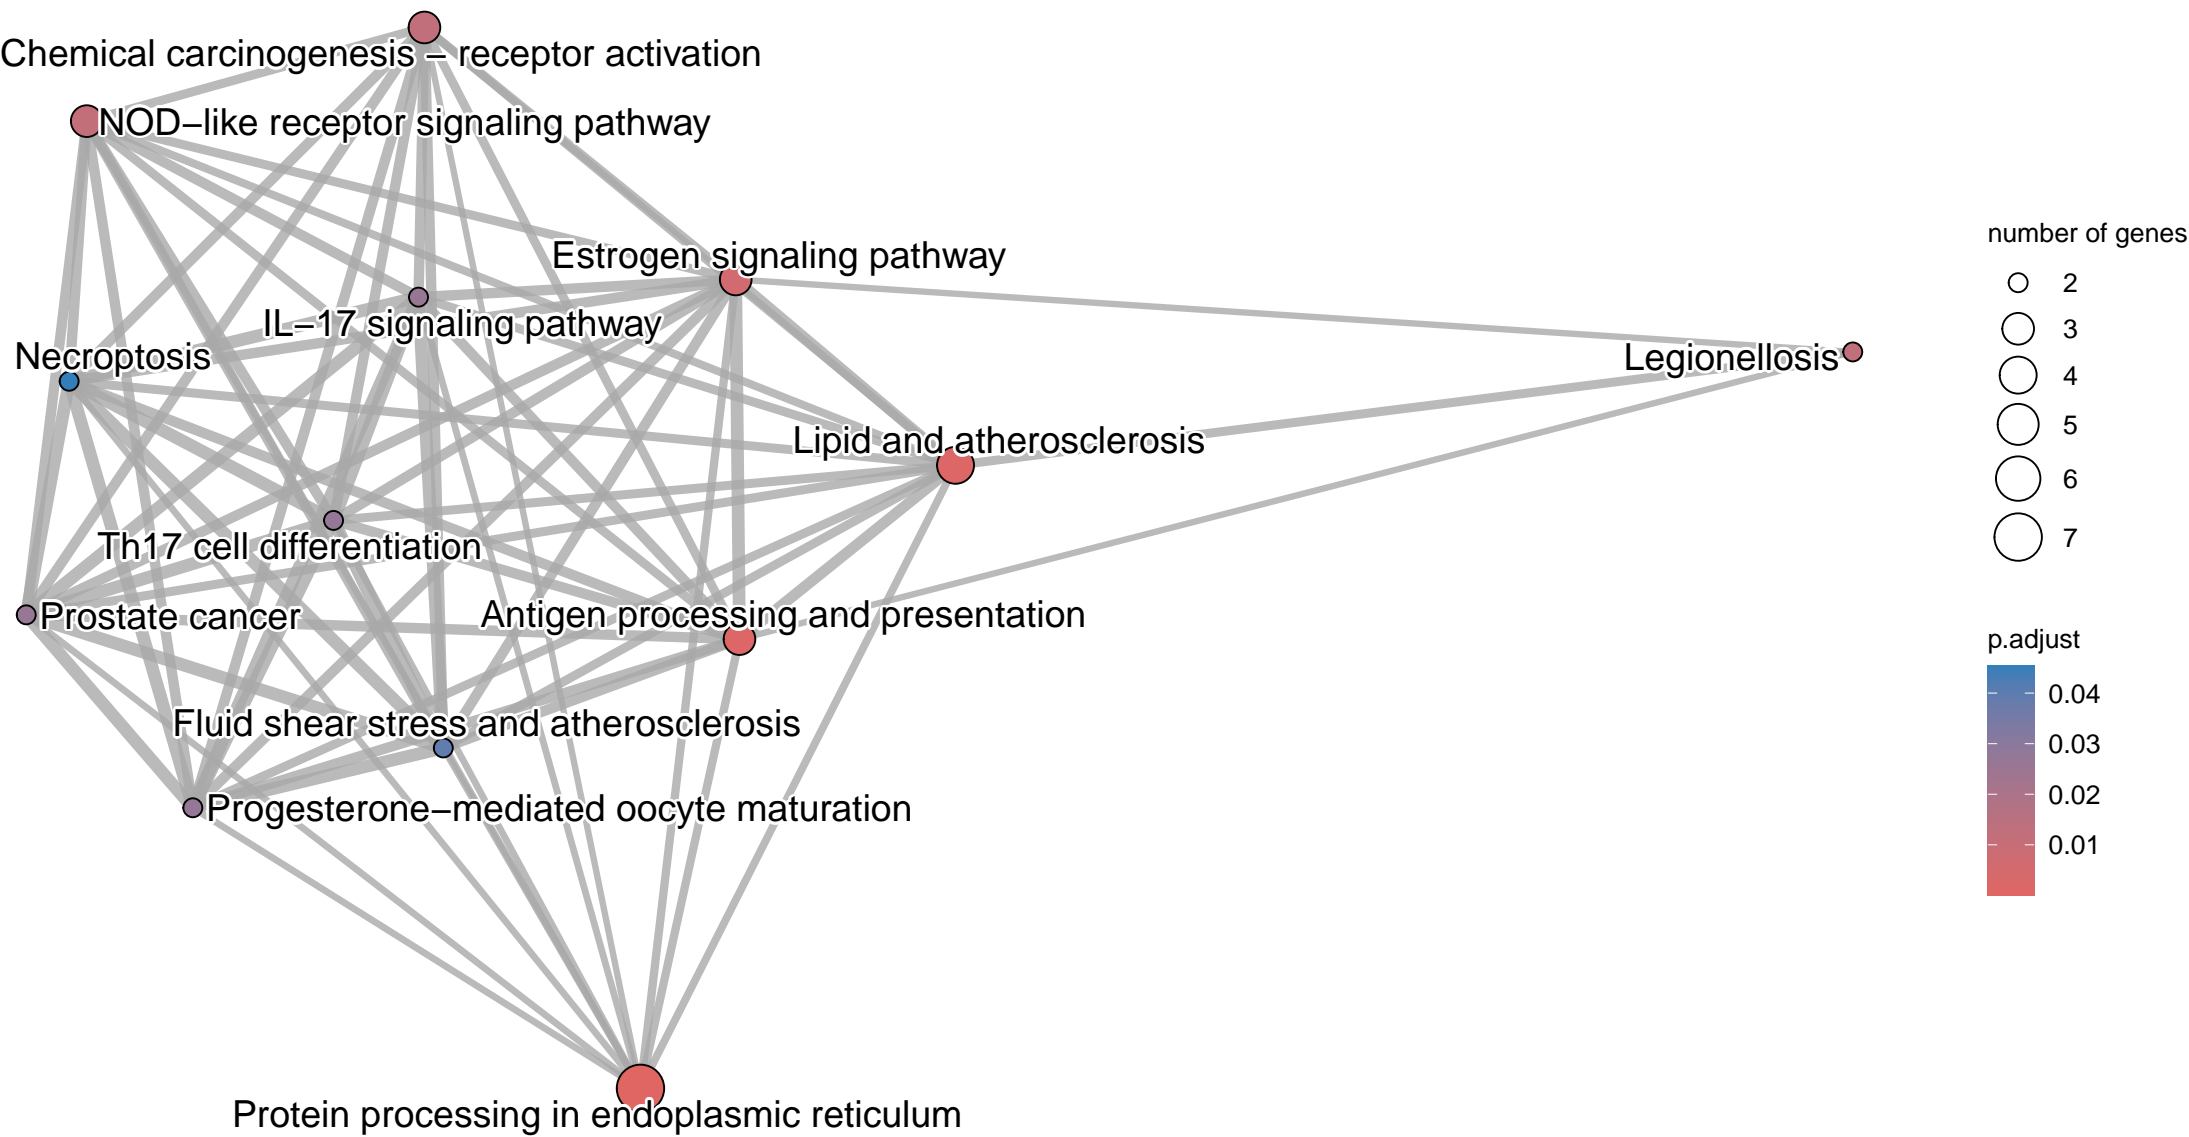 Chemical carcinogenesis – receptor activation
NOD–like receptor signaling pathway
Estrogen signaling pathway
IL–17 signaling pathway
Necroptosis
Legionellosis
Lipid and atherosclerosis
Th17 cell differentiation
Prostate cancer
Antigen processing and presentation
Fluid shear stress and atherosclerosis
Progesterone–mediated oocyte maturation
Protein processing in endoplasmic reticulum
number of genes
2
3
4
5
6
7
p.adjust
0.04
0.03
0.02
0.01